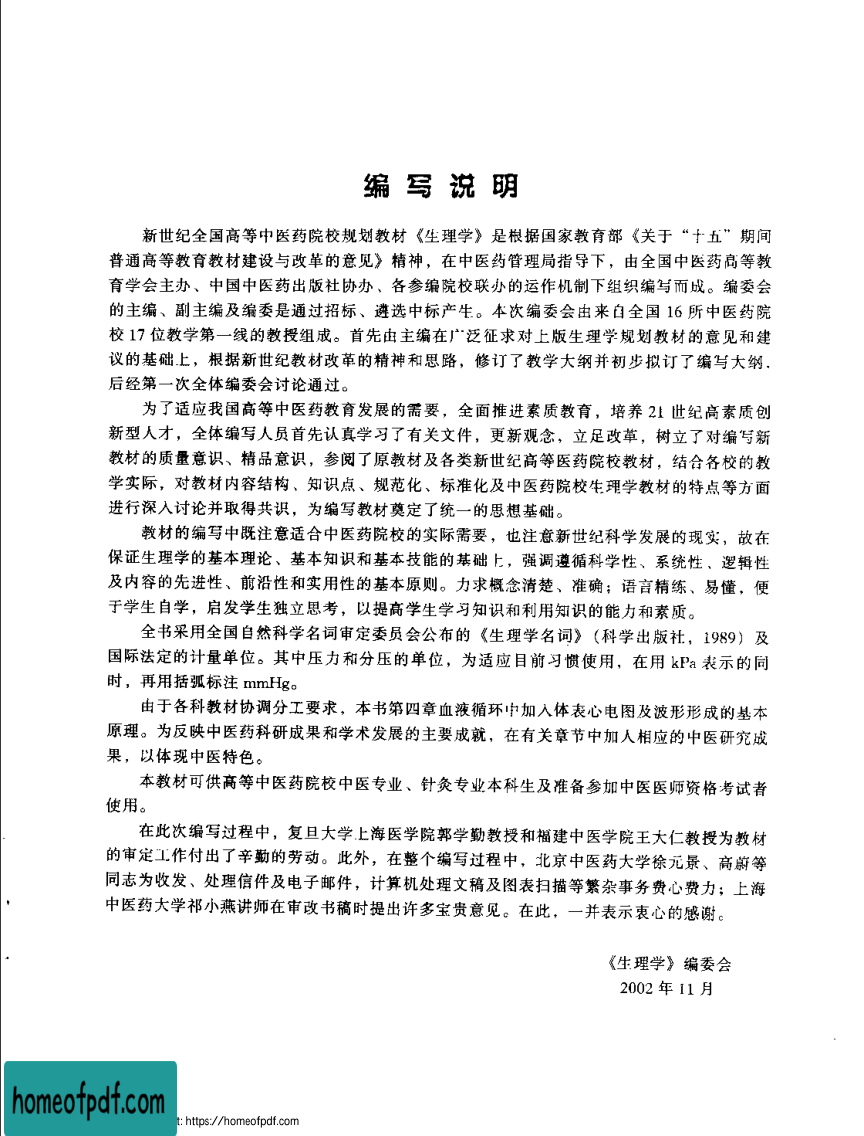 编写说明
新世纪全国高等中医药院校规划教材《生理学》是根据国家教育部《关于“十五”期间
普通高等教育教材建设与改革的意见》精神，在中医药管理局指导下，由全国中医药高等教
育学会主办、中国中医药出版社协办、各参编院校联办的运作机制下组织编写而成。编委会
的主编、副主编及编委是通过招标、遴选中标产生。本次编委会由来自全国 16 所中医药院
校 17 位教学第一线的教授组成。首先由主编在广泛征求对上版生理学规划教材的意见和建
议的基础上，根据新世纪教材改革的精神和思路，修订了教学大纲并初步拟订了编写大纲，
后经第一次全体编委会讨论通过。
为了适应我国高等中医药教育发展的需要，全面推进素质教育，培养 21 世纪高素质创
新型人才，全体编写人员首先认真学习了有关文件，更新观念，立足改革，树立了对编写新
教材的质量意识、精品意识，参阅了原教材及各类新世纪高等医药院校教材，结合各校的教
学实际，对教材内容结构、知识点、规范化、标准化及中医药院校生理学教材的特点等方面
进行深入讨论并取得共识，为编写教材奠定了统一的思想基础。
教材的编写中既注意适合中医药院校的实际需要，也注意新世纪科学发展的现实，故在
保证生理学的基本理论、基本知识和基本技能的基础上，强调遵循科学性、系统性、逻辑性
及内容的先进性、前沿性和实用性的基本原则。力求概念清楚、准确；语言精练、易懂，便
于学生自学，启发学生独立思考，以提高学生学习知识和利用知识的能力和素质。
全书采用全国自然科学名词审定委员会公布的《生理学名词》（科学出版社，1989）及
国际法定的计量单位。其中压力和分压的单位，为适应目前习惯使用，在用 kPa 表示的同
时，再用括弧标注 mmHg。
由于各科教材协调分工要求，本书第四章血液循环中加入体表心电图及波形形成的基本
原理。为反映中医药科研成果和学术发展的主要成就，在有关章节中加入相应的中医研究成
果，以体现中医特色。
本教材可供高等中医药院校中医专业、针灸专业本科生及准备参加中医医师资格考试者
使用。
在此次编写过程中，复旦大学上海医学院郭学勤教授和福建中医学院王大仁教授为教材
的审定工作付出了辛勤的劳动。此外，在整个编写过程中，北京中医药大学徐元景、高蔚等
同志为收发、处理信件及电子邮件，计算机处理文稿及图表扫描等繁杂事务费心费力；上海
中医药大学祁小燕讲师在审改书稿时提出许多宝贵意见。在此，一并表示衷心的感谢。
《生理学》编委会
2002 年 11 月
homeofpdf.com
t: https://homeofpdf.com